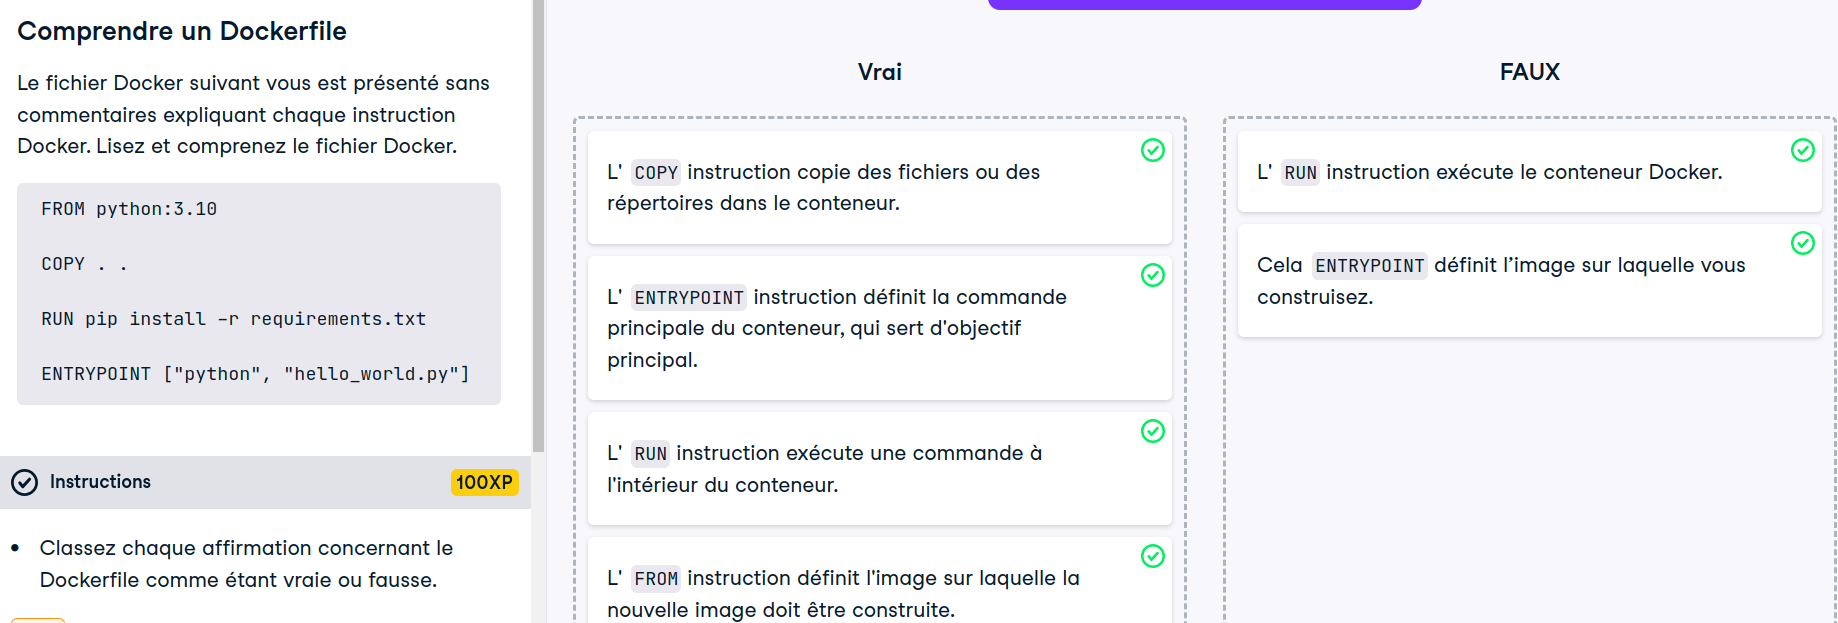 Comprendre un Dockerfile
Le fichier Docker suivant vous est présenté sans
commentaires expliquant chaque instruction
Docker. Lisez et comprenez le fichier Docker.
FROM python:3.10
COPY . .
RUN pip install -r requirements.txt
ENTRYPOINT ["python", "hello_world.py"]
Instructions
100XP
• Classez chaque affirmation concernant le
Dockerfile comme étant vraie ou fausse.
Vrai
L' COPY instruction copie des fichiers ou des
répertoires dans le conteneur.
L' ENTRYPOINT instruction définit la commande
principale du conteneur, qui sert d'objectif
principal.
L' RUN instruction exécute une commande à
l'intérieur du conteneur.
L' FROM instruction définit l'image sur laquelle la
nouvelle image doit être construite.
FAUX
L' RUN instruction exécute le conteneur Docker.
Cela ENTRYPOINT définit l’image sur laquelle vous
construisez.